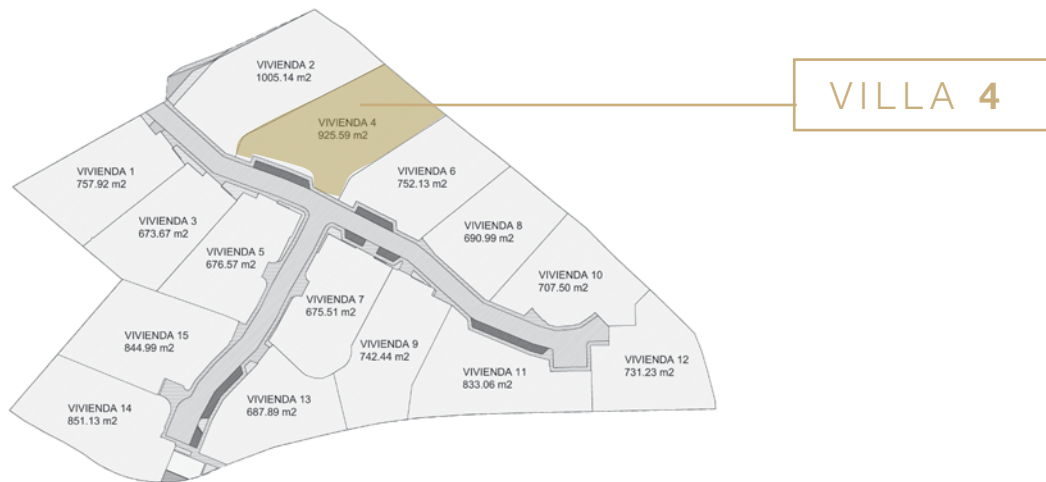 VIVIENDA 2
1005.14 m2
VILLA 4
VIVIENDA 4
925.59 m2
VIVIENDA 1
757.92 m2
VIVIENDA 6
752.13 m2
VIVIENDA 3
673.67 m2
VIVIENDA 8
690.99 m2
VIVIENDA 5
676.57 m2
VIVIENDA 10
707.50 m2
VIVIENDA 7
675.51 m2
VIVIENDA 15
844.99 m2
VIVIENDA 9
742.44 m2
VIVIENDA 12
731.23 m2
VIVIENDA 11
833.06 m2
VIVIENDA 13
687.89 m2
VIVIENDA 14
851.13 m2